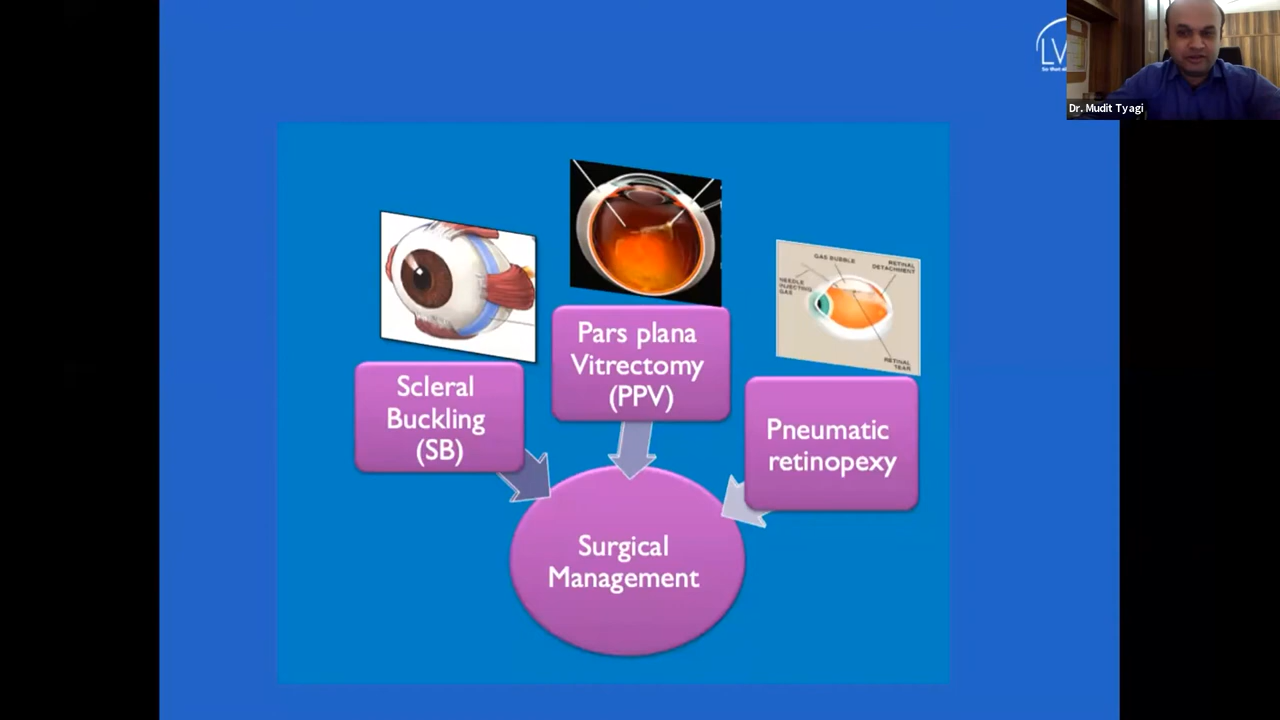 LV
Dr. Mudit Tyagi
GAS BUBBLE
RETINAL
DETACHMENT
NEEDLE
INJECTING
GAS
RETINAL
TEAR
Pars plana
Vitrectomy
(PPV)
Scleral
Buckling
(SB)
Pneumatic
retinopexy
Surgical
Management